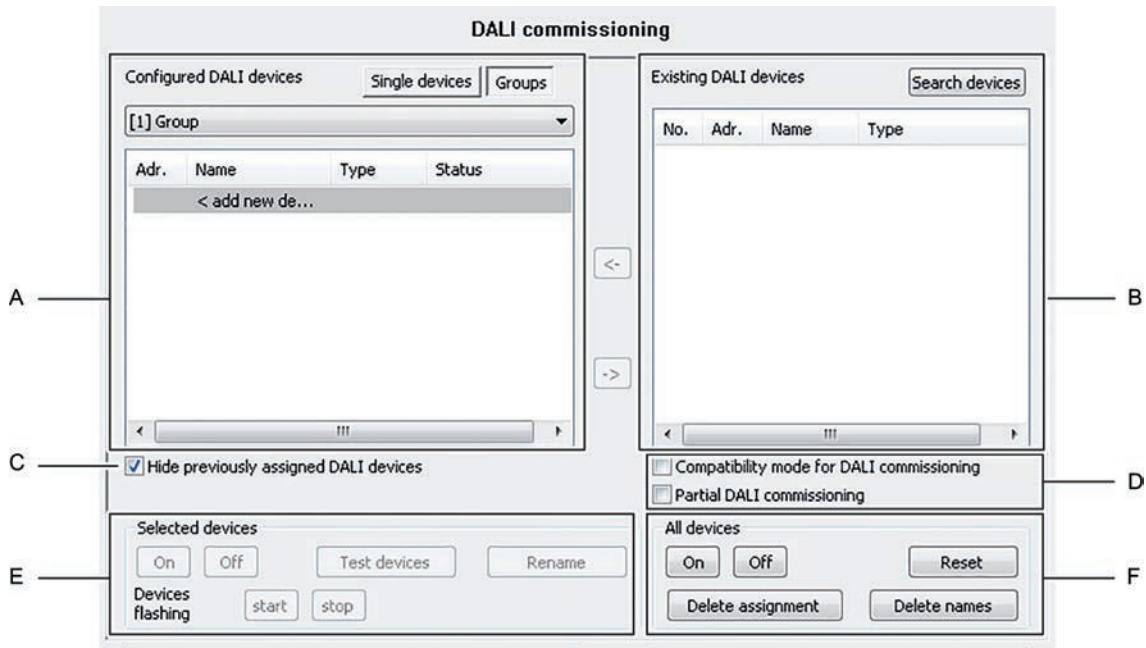 DALI commissioning
Configured DALI devices
Single devices
Groups
[1] Group
Adr. Name Type Status
< add new de...
<-
->
Existing DALI devices
Search devices
No. Adr. Name Type
A
B
C
Hide previously assigned DALI devices
Compatibility mode for DALI commissioning
Partial DALI commissioning
D
E
Selected devices
On Off Test devices Rename
Devices
flashing
start stop
All devices
On Off Reset
Delete assignment Delete names
F